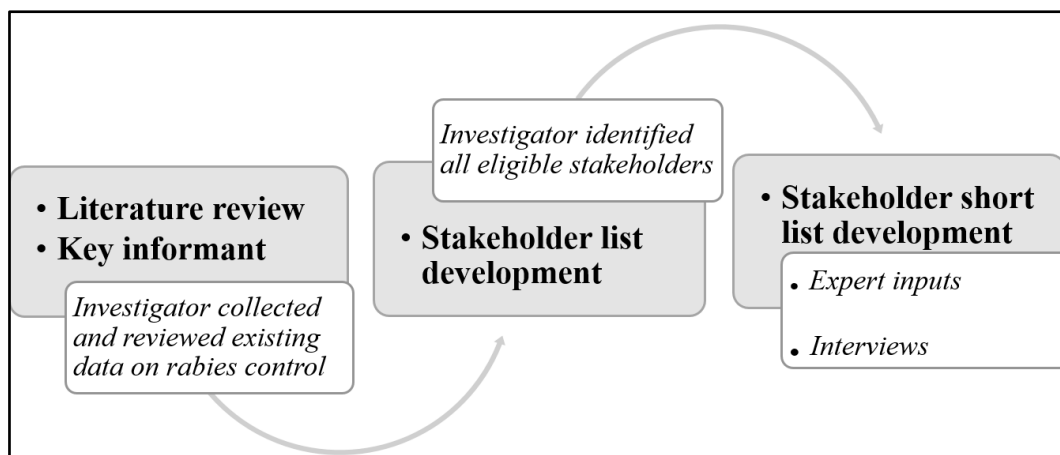 • Literature review
• Key informant
Investigator collected
and reviewed existing
data on rabies control
Investigator identified
all eligible stakeholders
• Stakeholder list
development
• Stakeholder short
list development
• Expert inputs
• Interviews